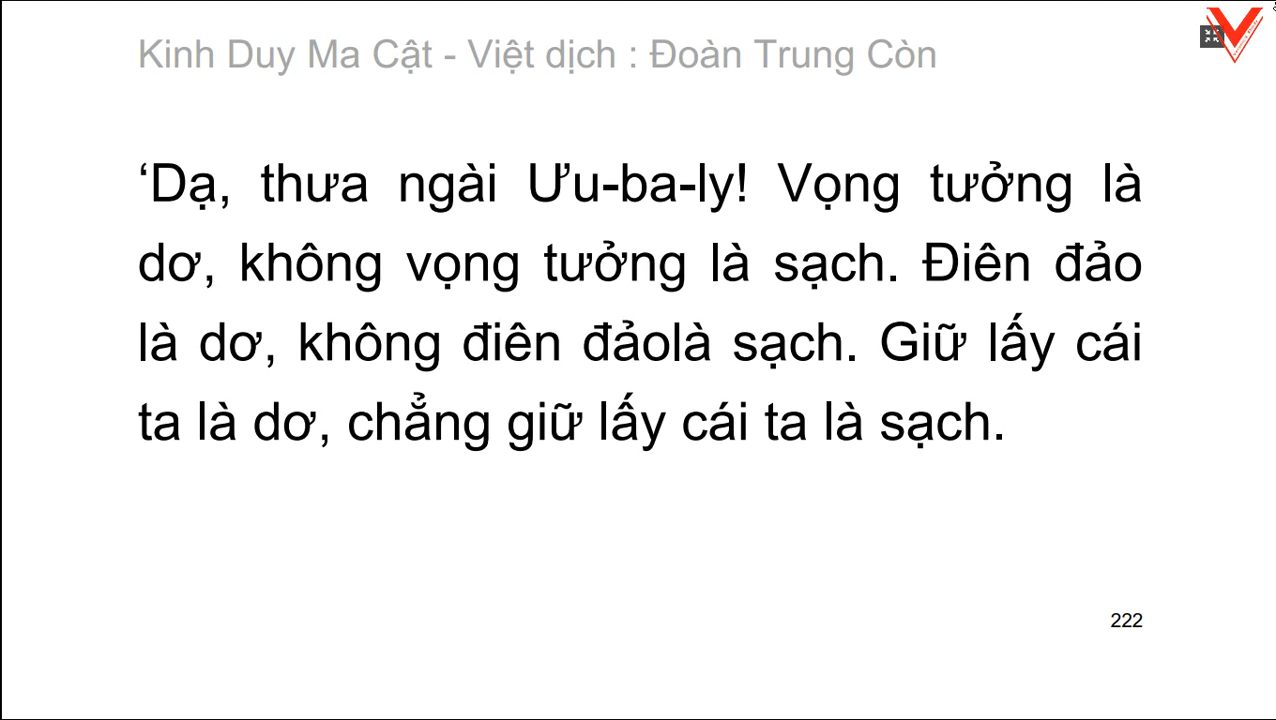 Kinh Duy Ma Cật - Việt dịch : Đoàn Trung Còn
‘Dạ, thưa ngài Ưu-ba-ly! Vọng tưởng là
dơ, không vọng tưởng là sạch. Điên đảo
là dơ, không điên đảolà sạch. Giữ lấy cái
ta là dơ, chẳng giữ lấy cái ta là sạch.
222